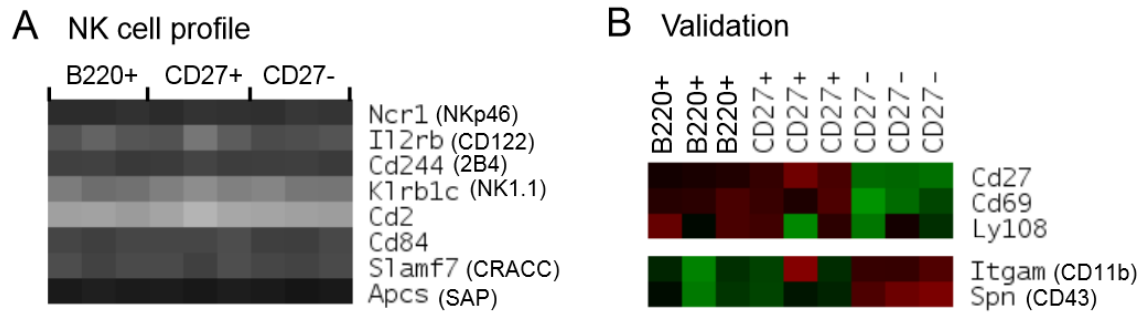 A NK cell profile
B220+ CD27+ CD27-
Ncr1 (NKp46)
Il2rb (CD122)
Cd244 (2B4)
Klrb1c (NK1.1)
Cd2
Cd84
Slamf7 (CRACC)
Apcs (SAP)
B Validation
B220+ B220+ B220+ CD27+ CD27+ CD27+ CD27- CD27- CD27-
Cd27
Cd69
Ly108
Itgam (CD11b)
Spn (CD43)